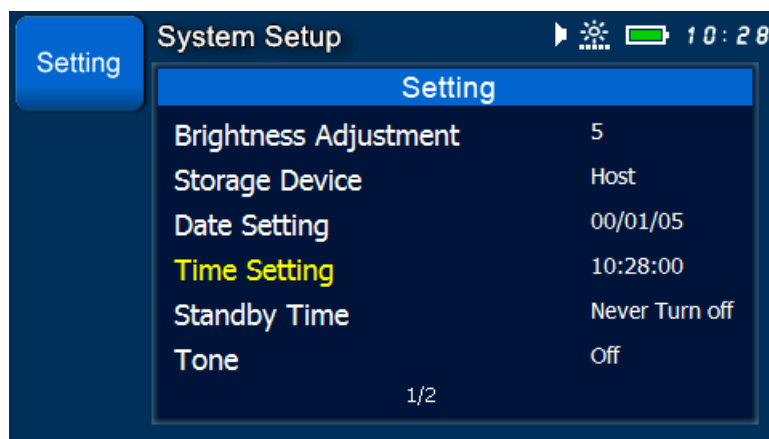 Setting
System Setup
10:28
Setting
Brightness Adjustment 5
Storage Device Host
Date Setting 00/01/05
Time Setting 10:28:00
Standby Time Never Turn off
Tone Off
1/2